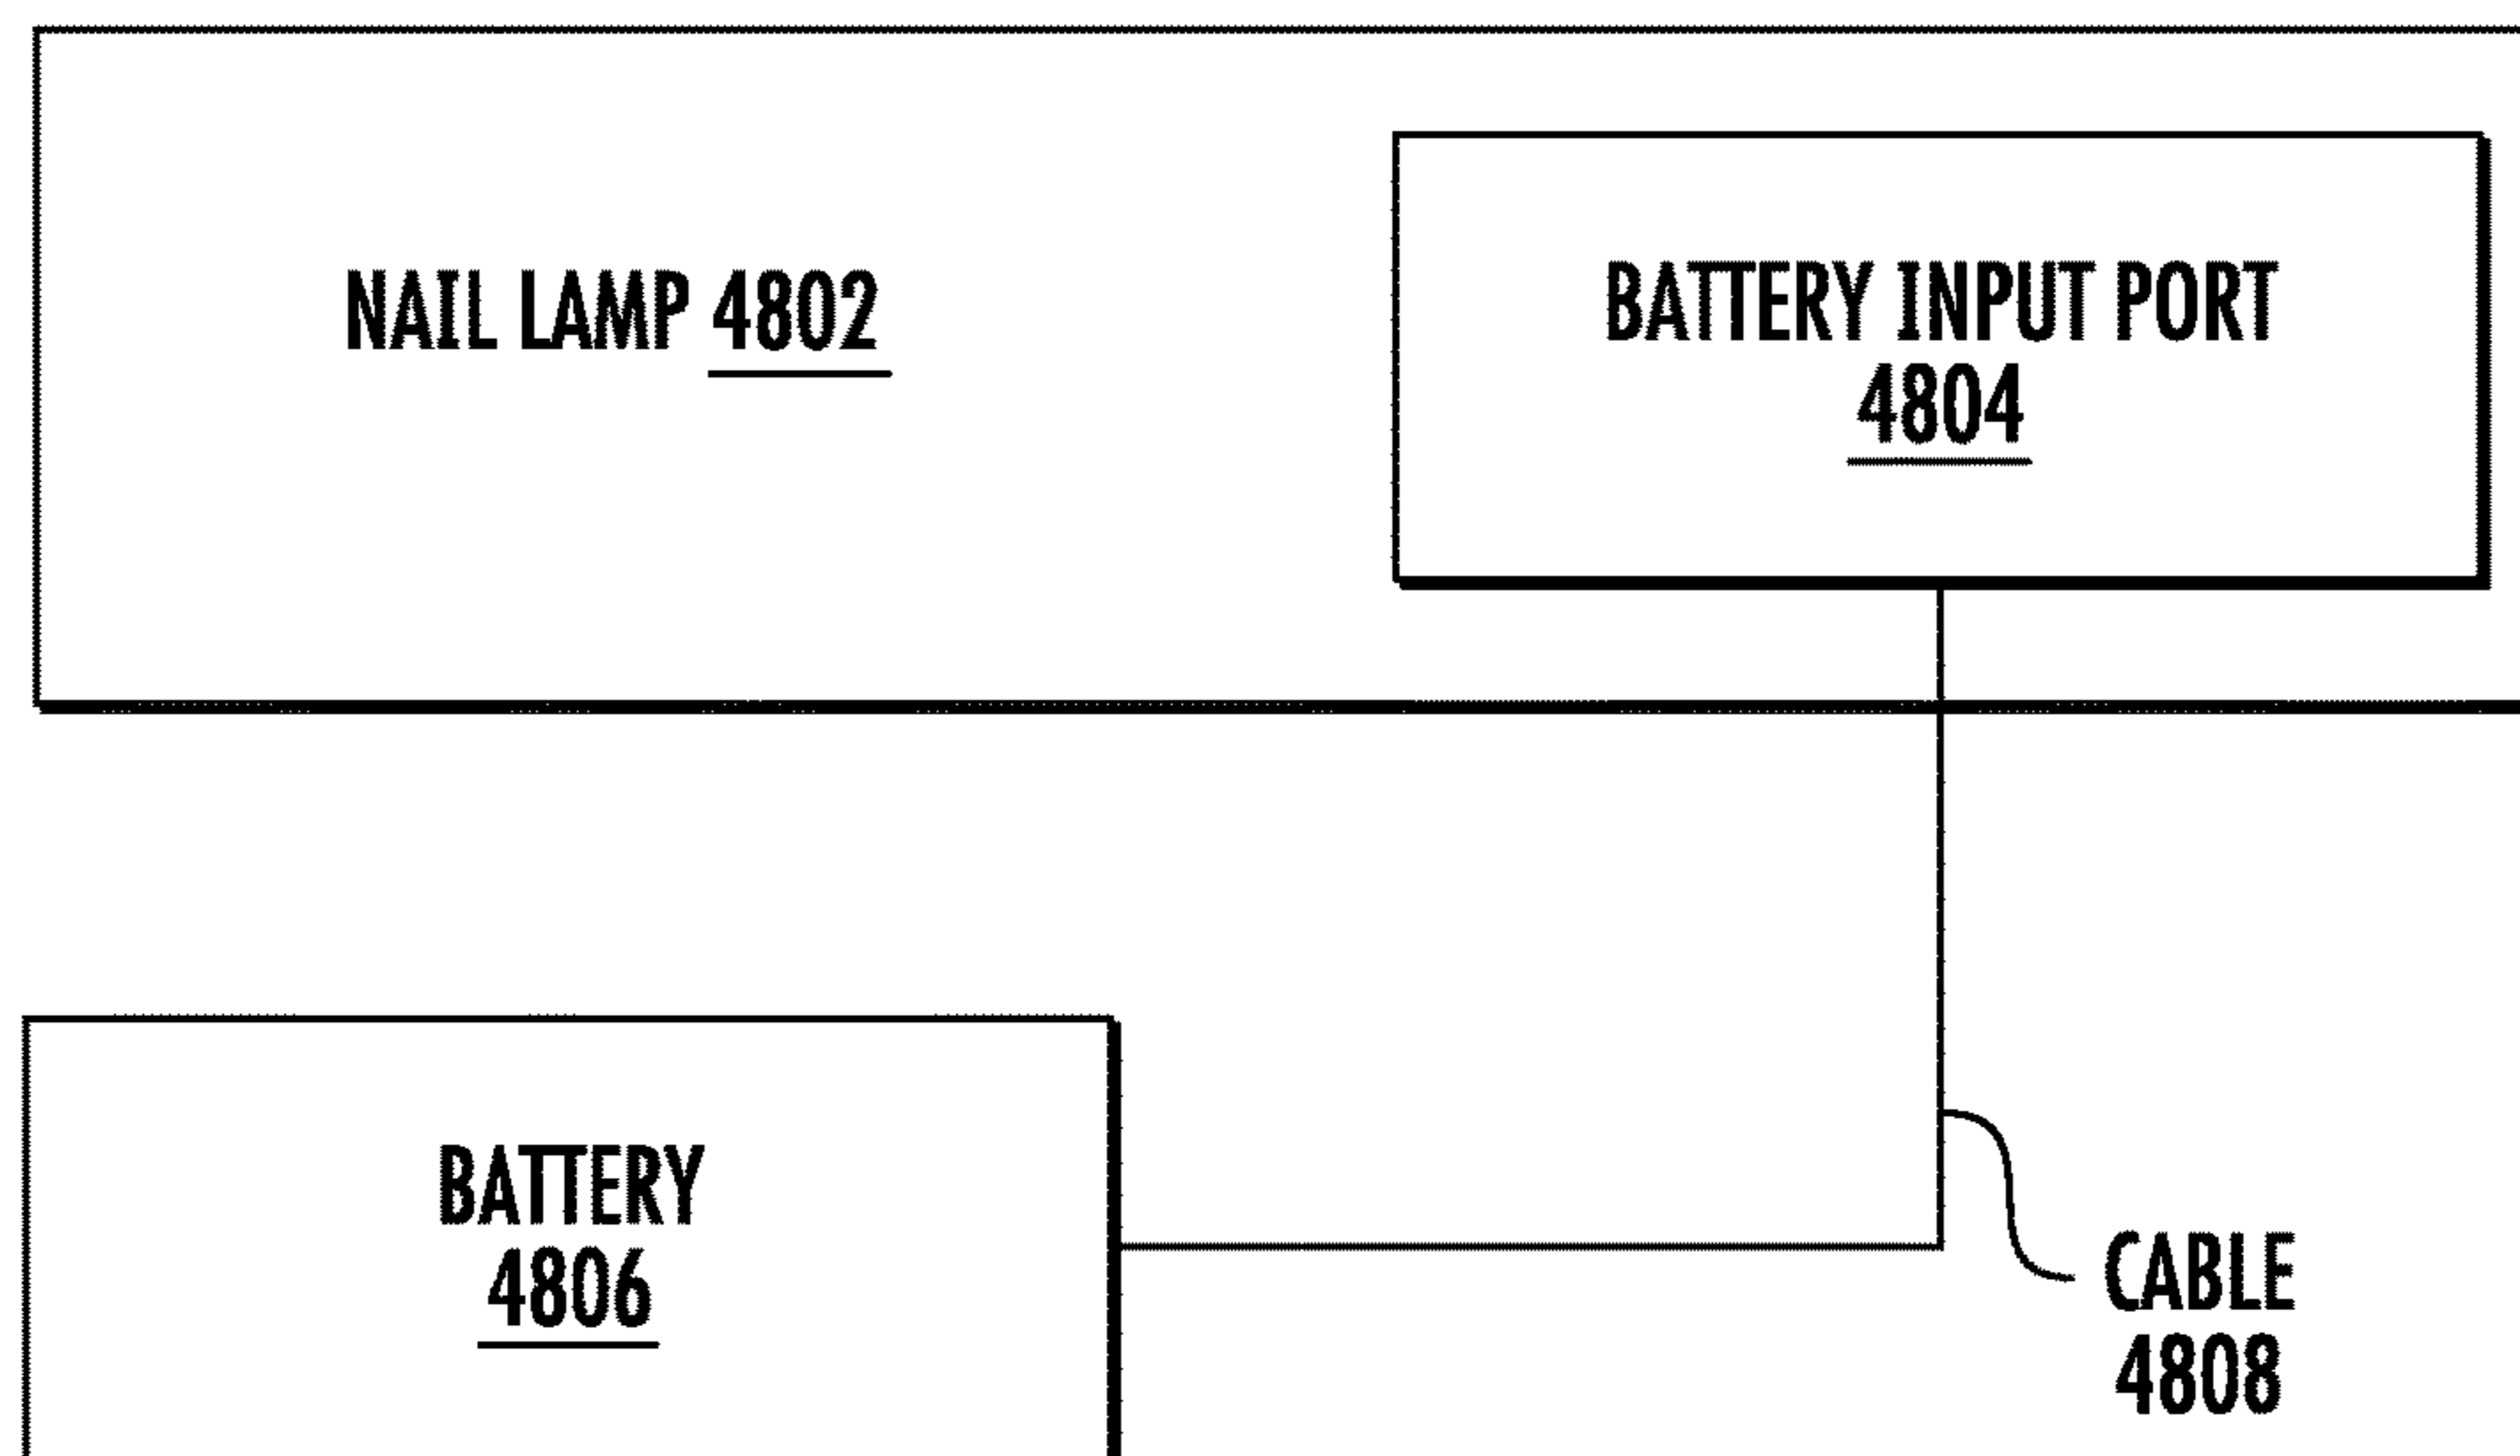 NAIL LAMP 4802
BATTERY INPUT PORT
4804
BATTERY
4806
CABLE
4808